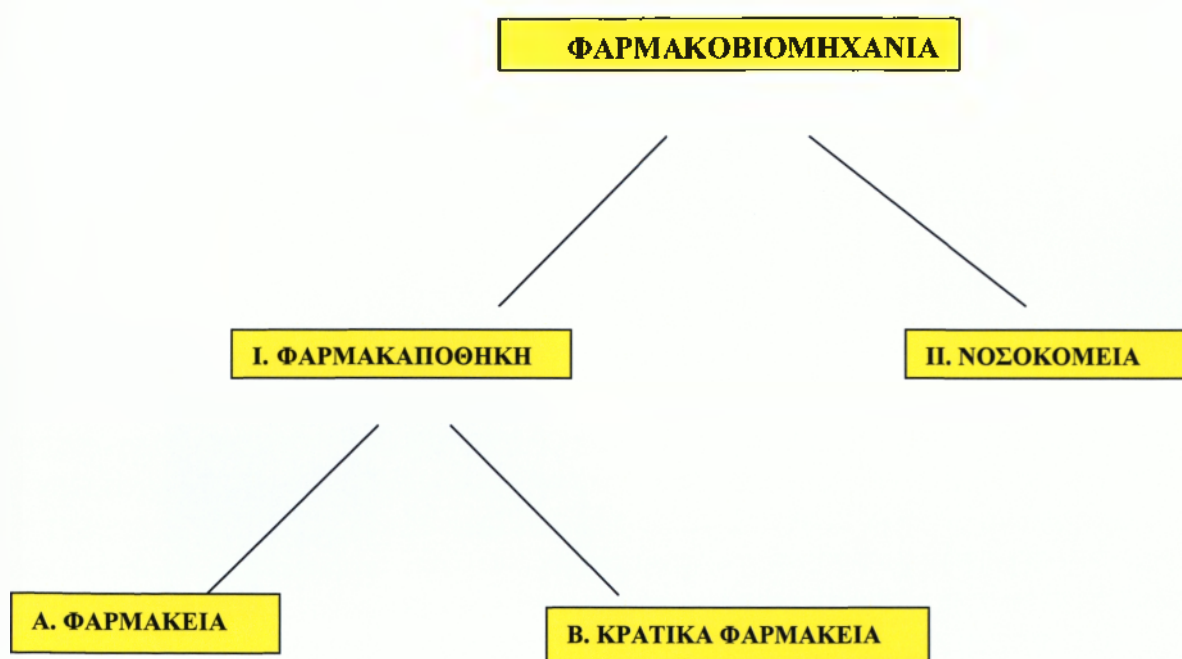 ΦΑΡΜΑΚΟΒΙΟΜΗΧΑΝΙΑ
Ι. ΦΑΡΜΑΚΑΠΟΘΗΚΗ
ΙΙ. ΝΟΣΟΚΟΜΕΙΑ
Α. ΦΑΡΜΑΚΕΙΑ
Β. ΚΡΑΤΙΚΑ ΦΑΡΜΑΚΕΙΑ